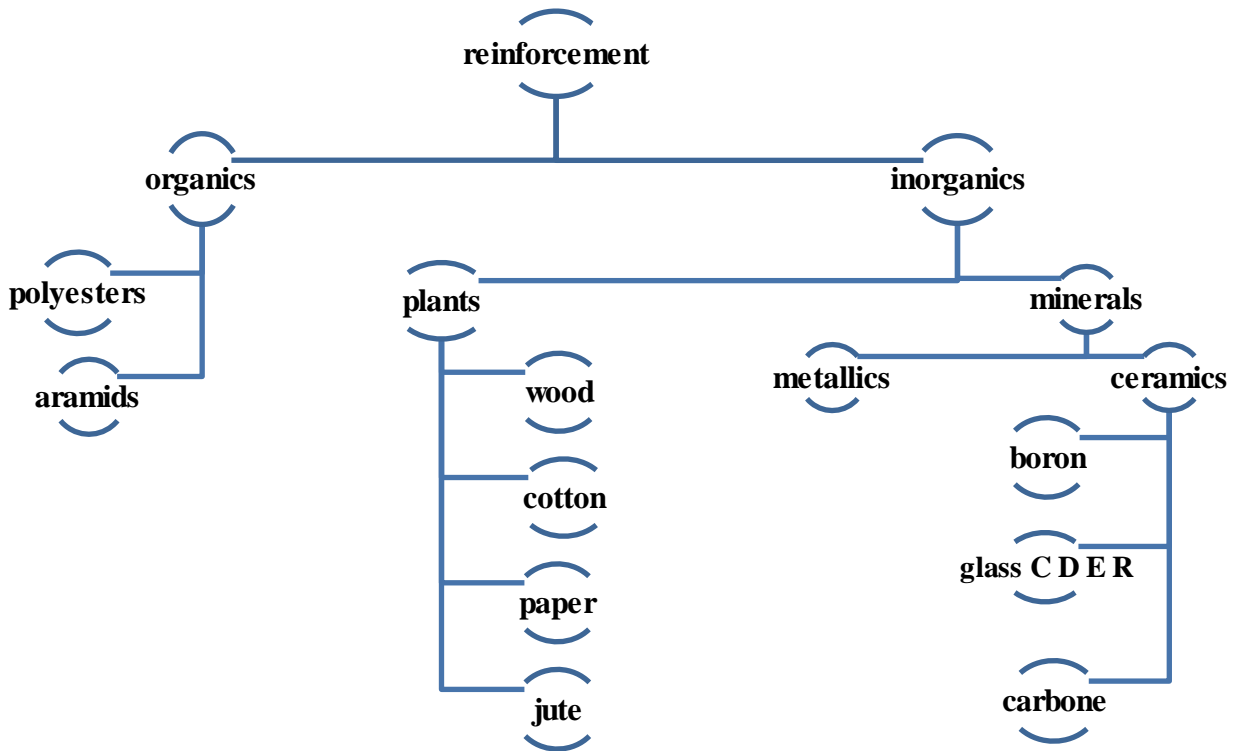 reinforcement
organics
inorganics
polyesters
plants
minerals
aramids
wood
metallics
ceramics
cotton
boron
paper
glass C D E R
jute
carbone